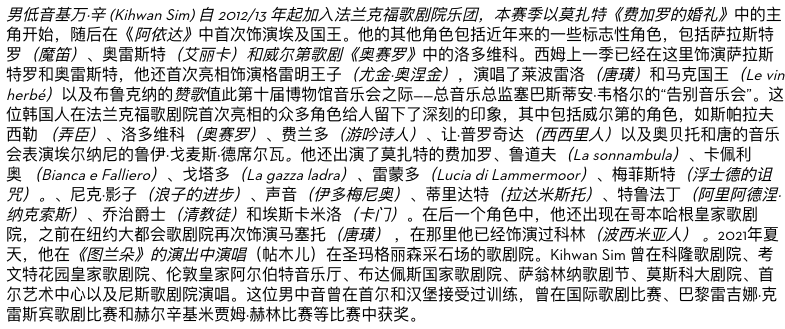 男低音基万·辛 (Kihwan Sim) 自 2012/13 年起加入法兰克福歌剧院乐团，本赛季以莫扎特《费加罗的婚礼》中的主
角开始，随后在《阿依达》中首次饰演埃及国王。他的其他角色包括近年来的一些标志性角色，包括萨拉斯特
罗（魔笛）、奥雷斯特（艾丽卡）和威尔第歌剧《奥赛罗》中的洛多维科。西姆上一季已经在这里饰演萨拉斯
特罗和奥雷斯特，他还首次亮相饰演格雷明王子（尤金·奥涅金），演唱了莱波雷洛（唐璜）和马克国王（Le vin
herbé）以及布鲁克纳的赞歌值此第十届博物馆音乐会之际——总音乐总监塞巴斯蒂安·韦格尔的“告别音乐会”。这
位韩国人在法兰克福歌剧院首次亮相的众多角色给人留下了深刻的印象，其中包括威尔第的角色，如斯帕拉夫
西勒（弄臣）、洛多维科（奥赛罗）、费兰多（游吟诗人）、让·普罗奇达（西西里人）以及奥贝托和唐的音乐
会表演埃尔纳尼的鲁伊·戈麦斯·德席尔瓦。他还出演了莫扎特的费加罗、鲁道夫（La sonnambula）、卡佩利
奥（Bianca e Falliero）、戈塔多（La gazza ladra）、雷蒙多（Lucia di Lammermoor）、梅菲斯特（浮士德的诅
咒）。、尼克·影子（浪子的进步）、声音（伊多梅尼奥）、蒂里达特（拉达米斯托）、特鲁法丁（阿里阿德涅·
纳克索斯）、乔治爵士（清教徒）和埃斯卡米洛（卡门）。在后一个角色中，他还出现在哥本哈根皇家歌剧
院，之前在纽约大都会歌剧院再次饰演马塞托（唐璜），在那里他已经饰演过科林（波西米亚人）。2021年夏
天，他在《图兰朵》的演出中演唱（帖木儿）在圣玛格丽森采石场的歌剧院。Kihwan Sim 曾在科隆歌剧院、考
文特花园皇家歌剧院、伦敦皇家阿尔伯特音乐厅、布达佩斯国家歌剧院、萨翁林纳歌剧节、莫斯科大剧院、首
尔艺术中心以及尼斯歌剧院演唱。这位男中音曾在首尔和汉堡接受过训练，曾在国际歌剧比赛、巴黎雷吉娜·克
雷斯宾歌剧比赛和赫尔辛基米贾姆·赫林比赛等比赛中获奖。